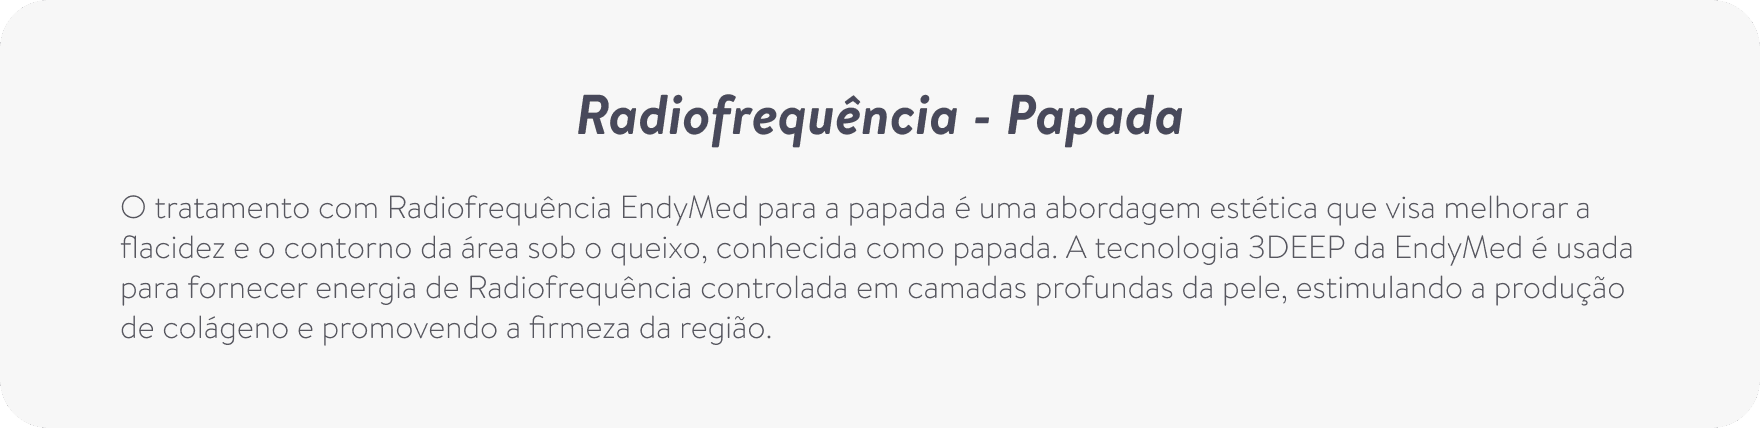 Radiofrequência - Papada
O tratamento com Radiofrequência EndyMed para a papada é uma abordagem estética que visa melhorar a
flacidez e o contorno da área sob o queixo, conhecida como papada. A tecnologia 3DEEP da EndyMed é usada
para fornecer energia de Radiofrequência controlada em camadas profundas da pele, estimulando a produção
de colágeno e promovendo a firmeza da região.